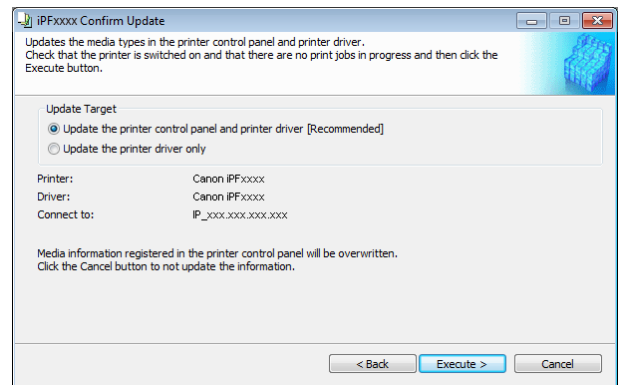 iPFxxxx Confirm Update
Updates the media types in the printer control panel and printer driver.
Check that the printer is switched on and that there are no print jobs in progress and then click the
Execute button.
Update Target
Update the printer control panel and printer driver [Recommended]
Update the printer driver only
Printer: Canon iPFxxxx
Driver: Canon iPFxxxx
Connect to: IP_xxx.xxx.xxx.xxx
Media information registered in the printer control panel will be overwritten.
Click the Cancel button to not update the information.
< Back Execute > Cancel